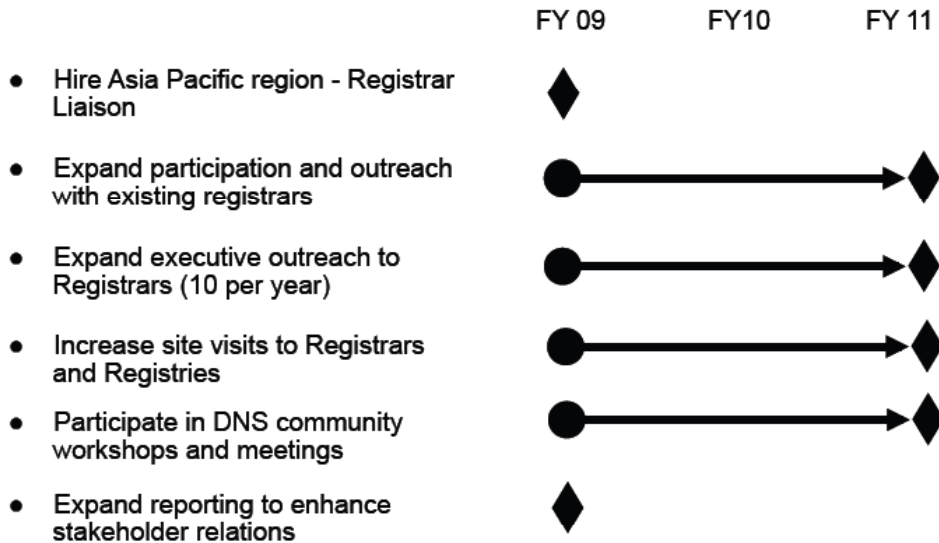 FY 09 FY10 FY 11
Hire Asia Pacific region - Registrar
Liaison
Expand participation and outreach
with existing registrars
Expand executive outreach to
Registrars (10 per year)
Increase site visits to Registrars
and Registries
Participate in DNS community
workshops and meetings
Expand reporting to enhance
stakeholder relations